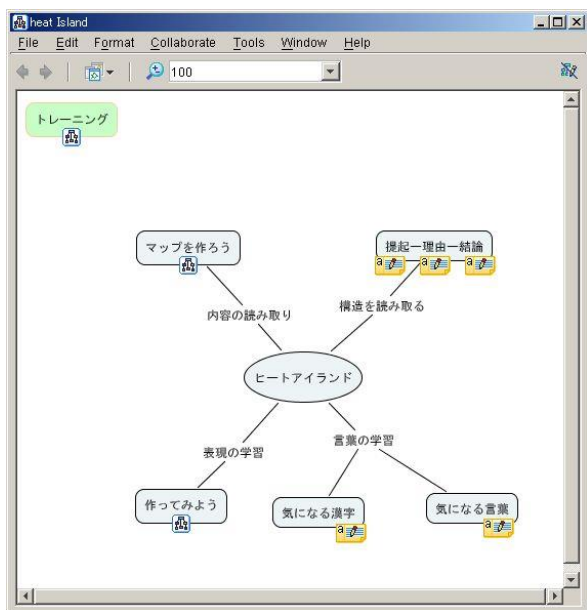 heat Island
File Edit Format Collaborate Tools Window Help
100
トレーニング
マップを作ろう
提起ー理由ー結論
a a a
内容の読み取り
構造を読み取る
ヒートアイランド
表現の学習
言葉の学習
作ってみよう
気になる漢字
a
気になる言葉
a